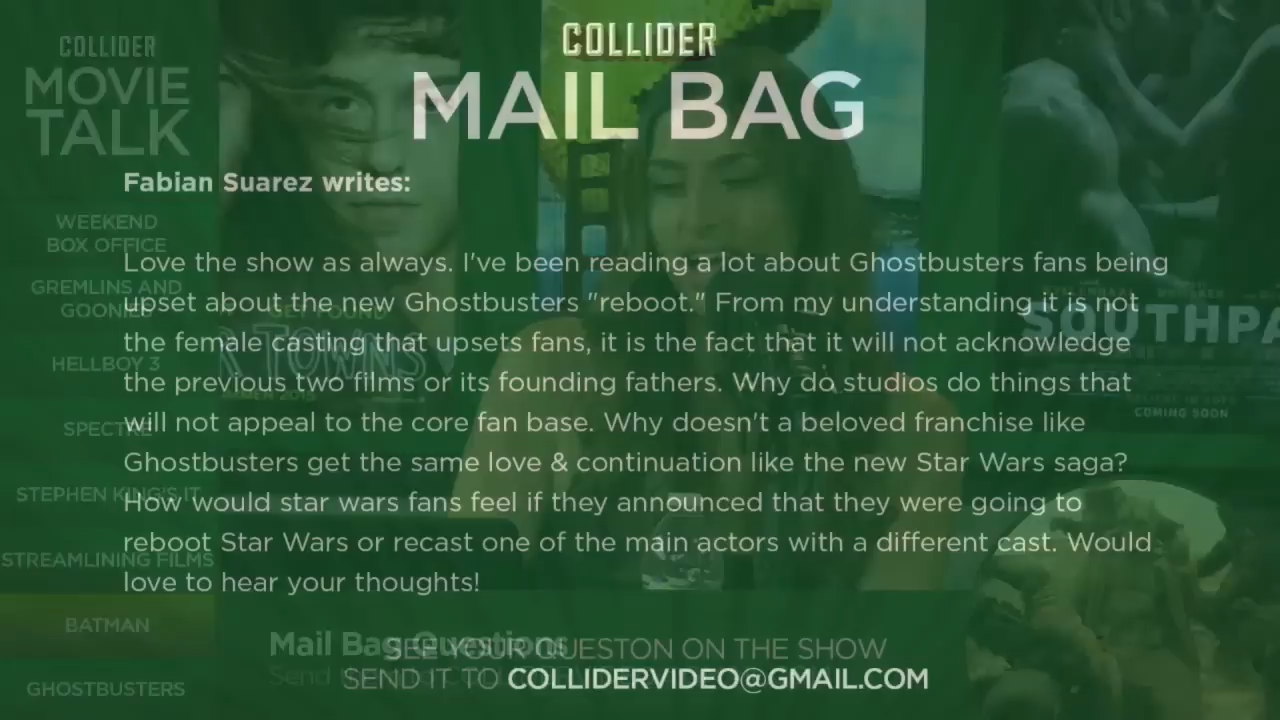 COLLIDER
MAIL BAG
Fabian Suarez writes:
Love the show as always. I've been reading a lot about Ghostbusters fans being
upset about the new Ghostbusters "reboot." From my understanding it is not
the female casting that upsets fans, it is the fact that it will not acknowledge
the previous two films or its founding fathers. Why do studios do things that
will not appeal to the core fan base. Why doesn't a beloved franchise like
Ghostbusters get the same love & continuation like the new Star Wars saga?
How would star wars fans feel if they announced that they were going to
reboot Star Wars or recast one of the main actors with a different cast. Would
love to hear your thoughts!
SEE YOUR QUESTON ON THE SHOW
SEND IT TO COLLIDERVIDEO@GMAIL.COM
COLLIDER
MOVIE
TALK
WEEKEND
BOX OFFICE
GREMLINS AND
GOONIES
HELLBOY 3
SPECTRE
STEPHEN KING'S IT
STREAMLINING FILMS
BATMAN
GHOSTBUSTERS
GET FOUND
R TOWNS
SOUTHPA
COMING SOON
Mail Bag Questions
Send